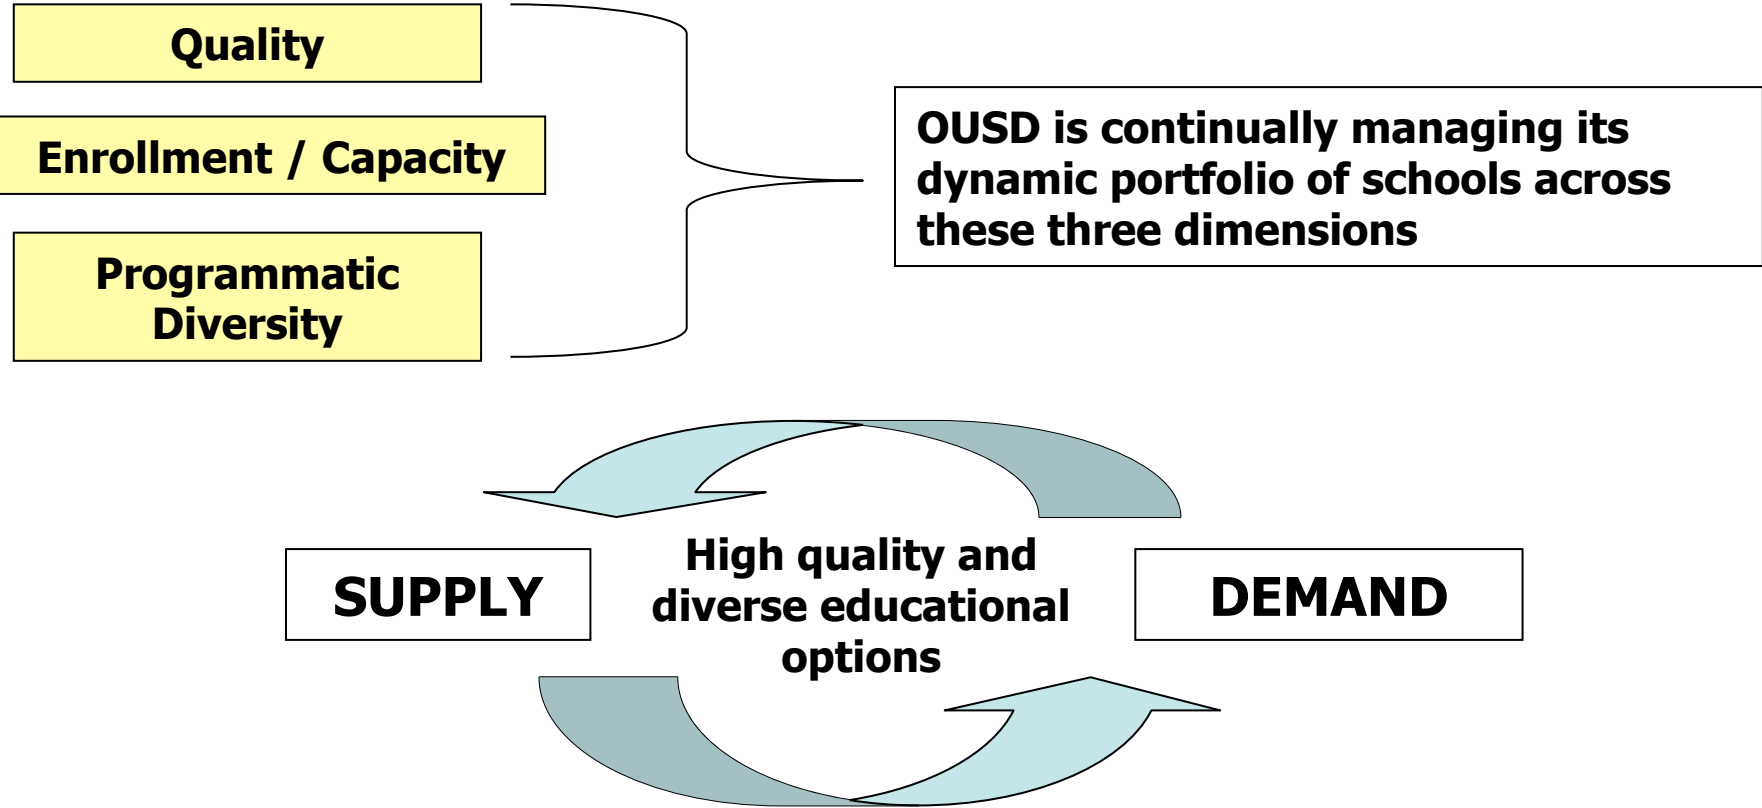 Quality
Enrollment / Capacity
Programmatic
Diversity
OUSD is continually managing its
dynamic portfolio of schools across
these three dimensions
SUPPLY
High quality and
diverse educational
options
DEMAND